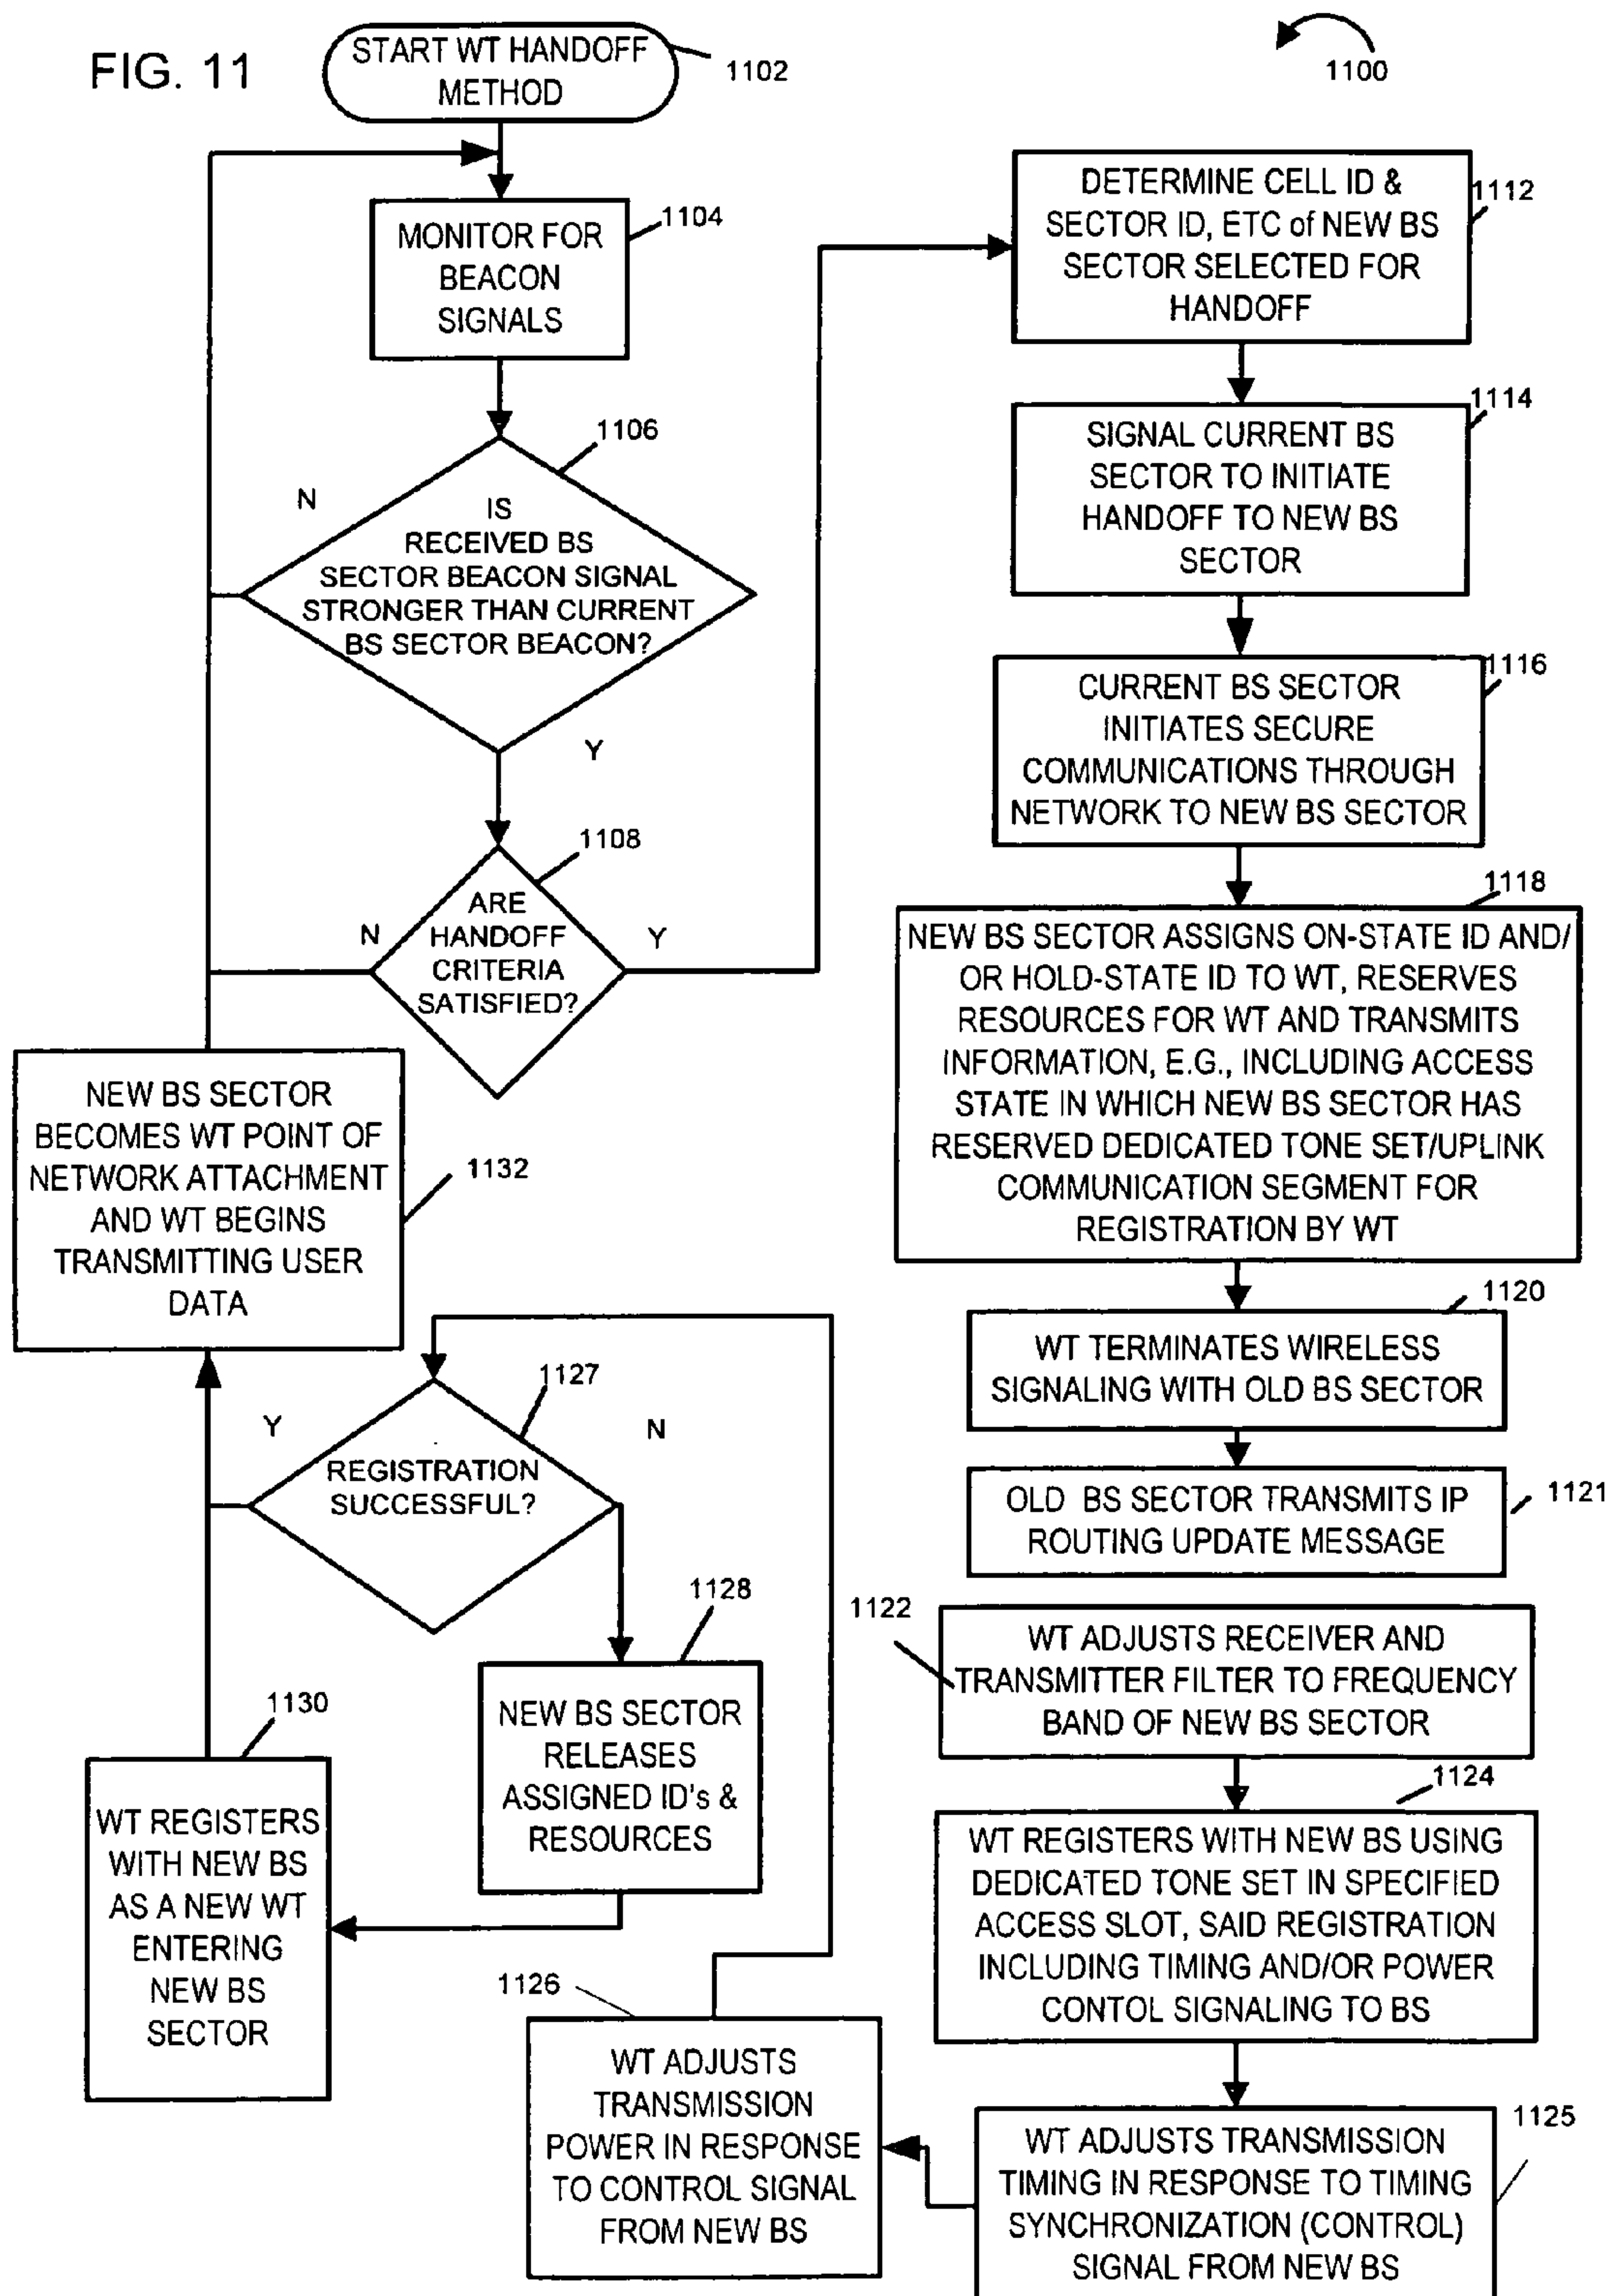 FIG. 11
START WT HANDOFF
METHOD
1102
1100
MONITOR FOR
BEACON
SIGNALS
1104
1106
N
IS
RECEIVED BS
SECTOR BEACON SIGNAL
STRONGER THAN CURRENT
BS SECTOR BEACON?
Y
1108
N
ARE
HANDOFF
CRITERIA
SATISFIED?
Y
DETERMINE CELL ID &
SECTOR ID, ETC of NEW BS
SECTOR SELECTED FOR
HANDOFF
1112
1114
SIGNAL CURRENT BS
SECTOR TO INITIATE
HANDOFF TO NEW BS
SECTOR
1116
CURRENT BS SECTOR
INITIATES SECURE
COMMUNICATIONS THROUGH
NETWORK TO NEW BS SECTOR
1118
NEW BS SECTOR ASSIGNS ON-STATE ID AND/
OR HOLD-STATE ID TO WT, RESERVES
RESOURCES FOR WT AND TRANSMITS
INFORMATION, E.G., INCLUDING ACCESS
STATE IN WHICH NEW BS SECTOR HAS
RESERVED DEDICATED TONE SET/UPLINK
COMMUNICATION SEGMENT FOR
REGISTRATION BY WT
1120
WT TERMINATES WIRELESS
SIGNALING WITH OLD BS SECTOR
OLD BS SECTOR TRANSMITS IP
ROUTING UPDATE MESSAGE
1121
1122
WT ADJUSTS RECEIVER AND
TRANSMITTER FILTER TO FREQUENCY
BAND OF NEW BS SECTOR
1124
WT REGISTERS WITH NEW BS USING
DEDICATED TONE SET IN SPECIFIED
ACCESS SLOT, SAID REGISTRATION
INCLUDING TIMING AND/OR POWER
CONTOL SIGNALING TO BS
1125
WT ADJUSTS TRANSMISSION
TIMING IN RESPONSE TO TIMING
SYNCHRONIZATION (CONTROL)
SIGNAL FROM NEW BS
1126
WT ADJUSTS
TRANSMISSION
POWER IN RESPONSE
TO CONTROL SIGNAL
FROM NEW BS
1127
Y
N
REGISTRATION
SUCCESSFUL?
1128
NEW BS SECTOR
RELEASES
ASSIGNED ID's &
RESOURCES
1130
WT REGISTERS
WITH NEW BS
AS A NEW WT
ENTERING
NEW BS
SECTOR
NEW BS SECTOR
BECOMES WT POINT OF
NETWORK ATTACHMENT
AND WT BEGINS
TRANSMITTING USER
DATA
1132